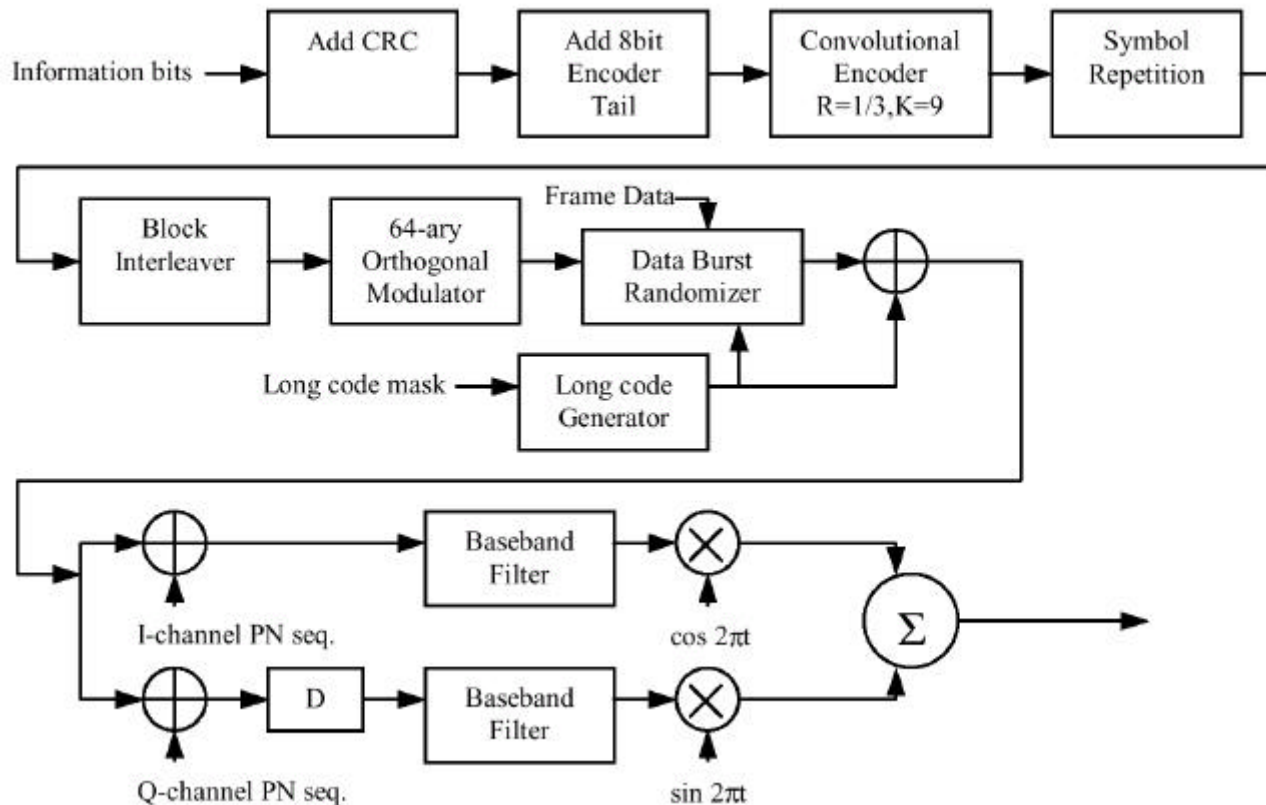 Information bits
Add CRC
Add 8bit
Encoder
Tail
Convolutional
Encoder
R=1/3,K=9
Symbol
Repetition
Block
Interleaver
64-ary
Orthogonal
Modulator
Frame Data
Data Burst
Randomizer
Long code mask
Long code
Generator
I-channel PN seq.
Baseband
Filter
cos 2πt
Σ
Q-channel PN seq.
D
Baseband
Filter
sin 2πt